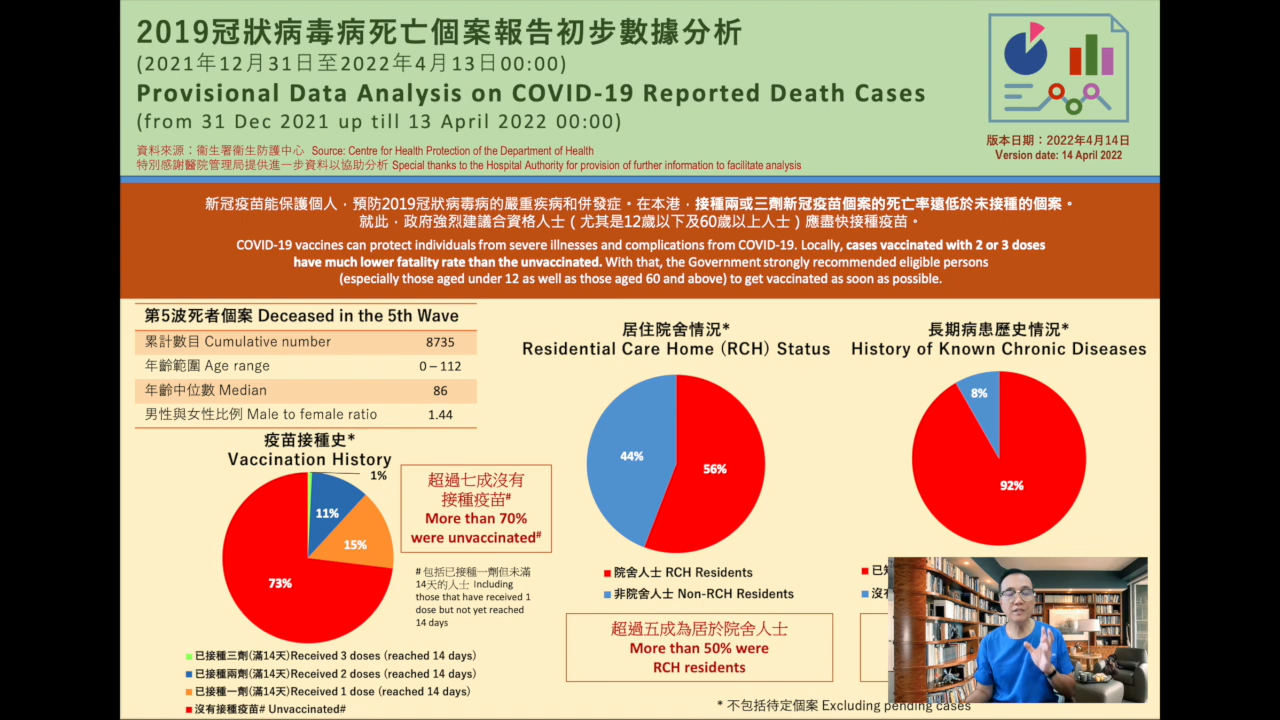 2019冠狀病毒病死亡個案報告初步數據分析
(2021年12月31日至2022年4月13日00:00)
Provisional Data Analysis on COVID-19 Reported Death Cases
(from 31 Dec 2021 up till 13 April 2022 00:00)
資料來源：衞生署衞生防護中心 Source: Centre for Health Protection of the Department of Health
特別感謝醫院管理局提供進一步資料以協助分析 Special thanks to the Hospital Authority for provision of further information to facilitate analysis
版本日期：2022年4月14日
Version date: 14 April 2022
新冠疫苗能保護個人，預防2019冠狀病毒病的嚴重疾病和併發症。在本港，接種兩或三劑新冠疫苗個案的死亡率遠低於未接種的個案。
就此，政府強烈建議合資格人士（尤其是12歲以下及60歲以上人士）應盡快接種疫苗。
COVID-19 vaccines can protect individuals from severe illnesses and complications from COVID-19. Locally, cases vaccinated with 2 or 3 doses
have much lower fatality rate than the unvaccinated. With that, the Government strongly recommended eligible persons
(especially those aged under 12 as well as those aged 60 and above) to get vaccinated as soon as possible.
第5波死者個案 Deceased in the 5th Wave
累計數目 Cumulative number 8735
年齡範圍 Age range 0 – 112
年齡中位數 Median 86
男性與女性比例 Male to female ratio 1.44
疫苗接種史*
Vaccination History
1%
11%
15%
73%
超過七成沒有
接種疫苗#
More than 70%
were unvaccinated#
# 包括已接種一劑但未滿
14天的人士 Including
those that have received 1
dose but not yet reached
14 days
已接種三劑(滿14天)Received 3 doses (reached 14 days)
已接種兩劑(滿14天)Received 2 doses (reached 14 days)
已接種一劑(滿14天)Received 1 dose (reached 14 days)
沒有接種疫苗# Unvaccinated#
居住院舍情況*
Residential Care Home (RCH) Status
44%
56%
院舍人士 RCH Residents
非院舍人士 Non-RCH Residents
超過五成為居於院舍人士
More than 50% were
RCH residents
長期病患歷史情況*
History of Known Chronic Diseases
8%
92%
已
沒
* 不包括待定個案 Excluding pending cases